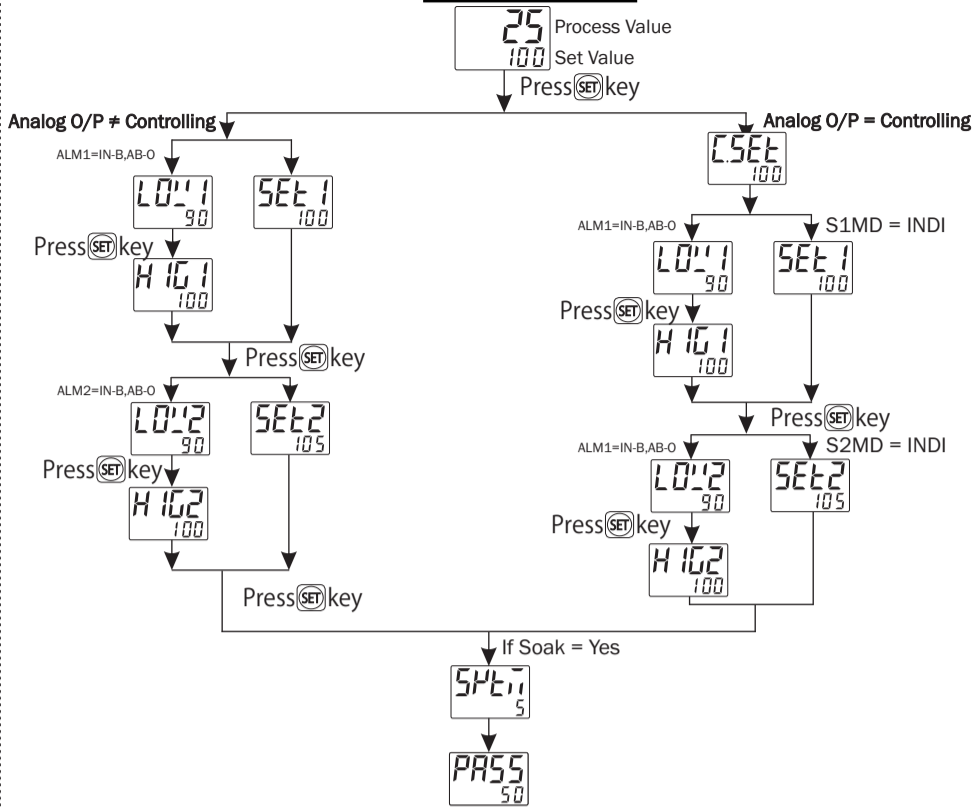 25 Process Value
100 Set Value
Press SET key
Analog O/P ≠ Controlling
Analog O/P = Controlling
C.SEt
100
ALM1=IN-B,AB-O
LOW1
90
SEt1
100
Press SET key
HIG1
100
Press SET key
ALM2=IN-B,AB-O
LOW2
90
SEt2
105
Press SET key
HIG2
100
Press SET key
ALM1=IN-B,AB-O
S1MD = INDI
LOW1
90
SEt1
100
Press SET key
HIG1
100
Press SET key
ALM1=IN-B,AB-O
S2MD = INDI
LOW2
90
SEt2
105
Press SET key
HIG2
100
If Soak = Yes
SKtM
5
PASS
50